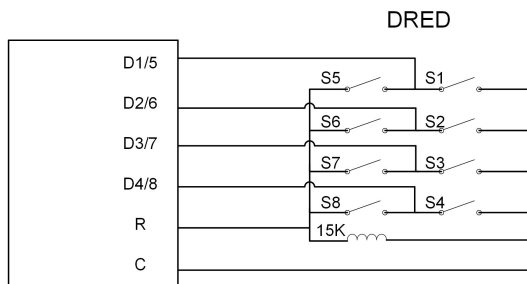 DRED
D1/5
S5 S1
D2/6
S6 S2
D3/7
S7 S3
D4/8
S8 S4
R
15K
C